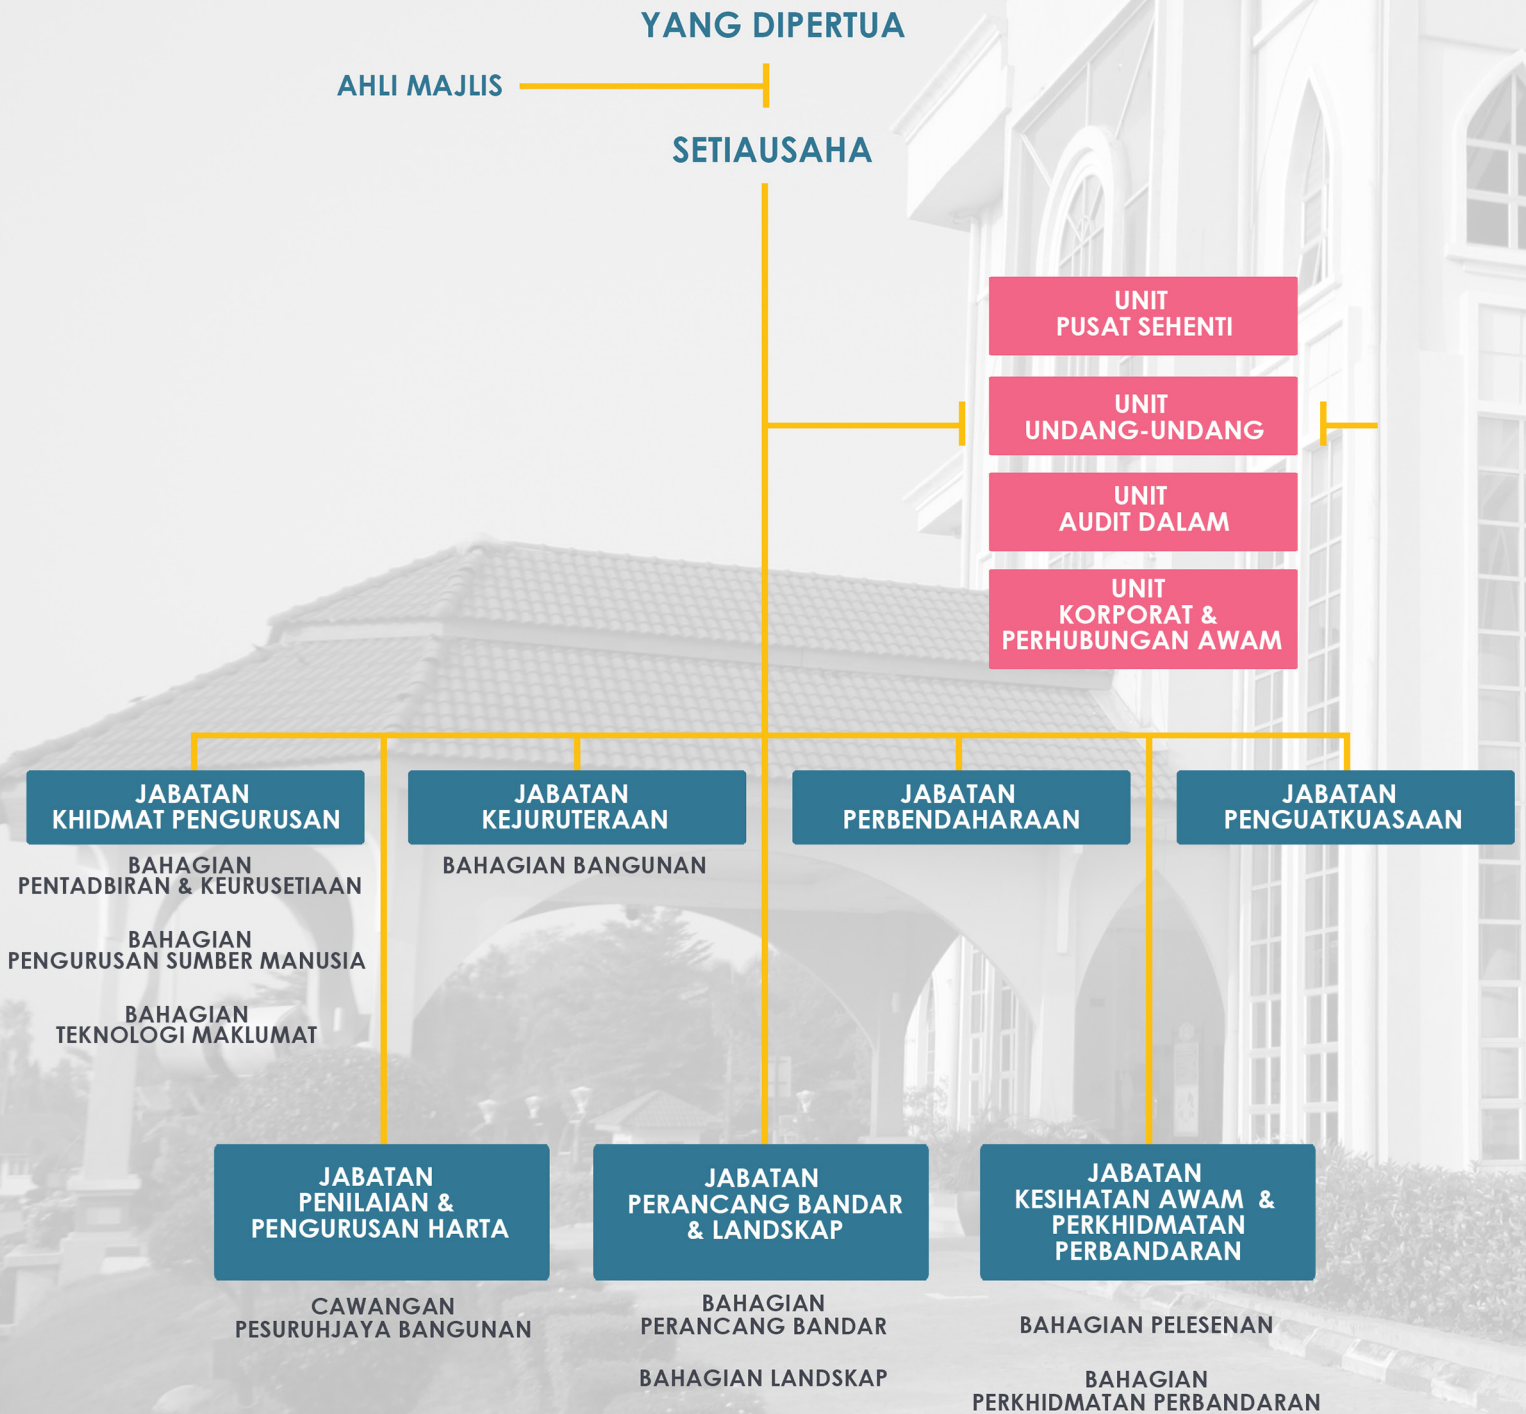 YANG DIPERTUA
AHLI MAJLIS
SETIAUSAHA
UNIT
PUSAT SEHENTI
UNIT
UNDANG-UNDANG
UNIT
AUDIT DALAM
UNIT
KORPORAT &
PERHUBUNGAN AWAM
JABATAN
KHIDMAT PENGURUSAN
BAHAGIAN
PENTADBIRAN & KEURUSETIAAN
BAHAGIAN
PENGURUSAN SUMBER MANUSIA
BAHAGIAN
TEKNOLOGI MAKLUMAT
JABATAN
KEJURUTERAAN
BAHAGIAN BANGUNAN
JABATAN
PERBENDAHARAAN
JABATAN
PENGUATKUASAAN
JABATAN
PENILAIAN &
PENGURUSAN HARTA
CAWANGAN
PESURUHJAYA BANGUNAN
JABATAN
PERANCANG BANDAR
& LANDSKAP
BAHAGIAN
PERANCANG BANDAR
BAHAGIAN LANDSKAP
JABATAN
KESIHATAN AWAM &
PERKHIDMATAN
PERBANDARAN
BAHAGIAN PELESENAN
BAHAGIAN
PERKHIDMATAN PERBANDARAN